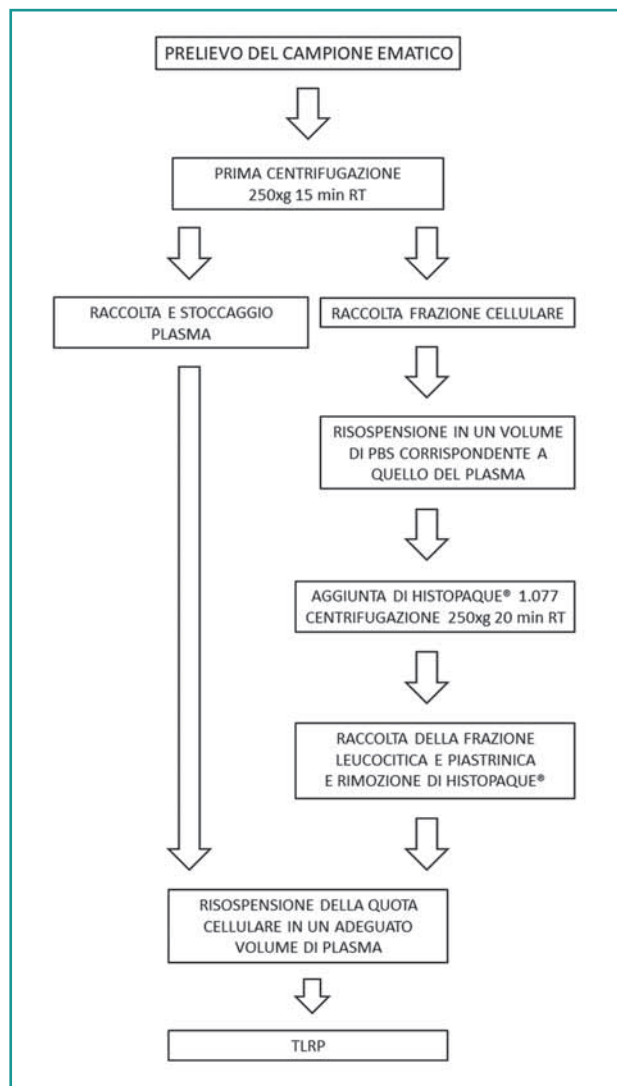 PRELIEVO DEL CAMPIONE EMATICO
PRIMA CENTRIFUGAZIONE
250xg 15 min RT
RACCOLTA E STOCCAGGIO
PLASMA
RACCOLTA FRAZIONE CELLULARE
RISOSPENSIONE IN UN VOLUME
DI PBS CORRISPONDENTE A
QUELLO DEL PLASMA
AGGIUNTA DI HISTOPAQUE® 1.077
CENTRIFUGAZIONE 250xg 20 min RT
RACCOLTA DELLA FRAZIONE
LEUCOCITICA E PIASTRINICA
E RIMOZIONE DI HISTOPAQUE®
RISOSPENSIONE DELLA QUOTA
CELLULARE IN UN ADEGUATO
VOLUME DI PLASMA
TLRP